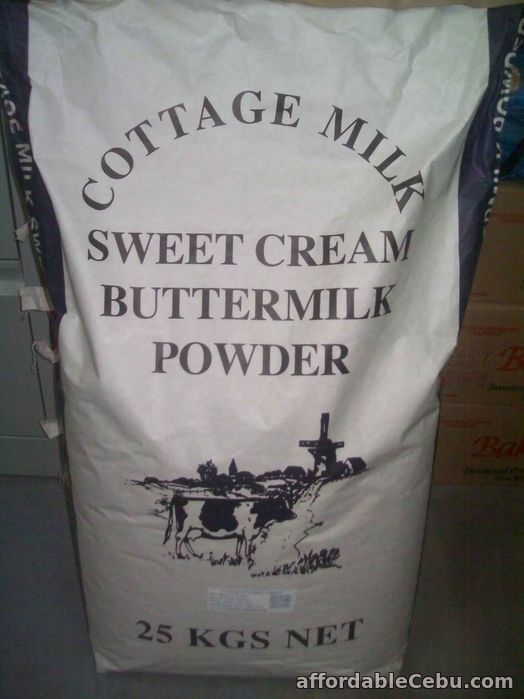 COTTAGE MILK
SWEET CREAM
BUTTERMILK
POWDER
25 KGS NET
affordableCebu.com